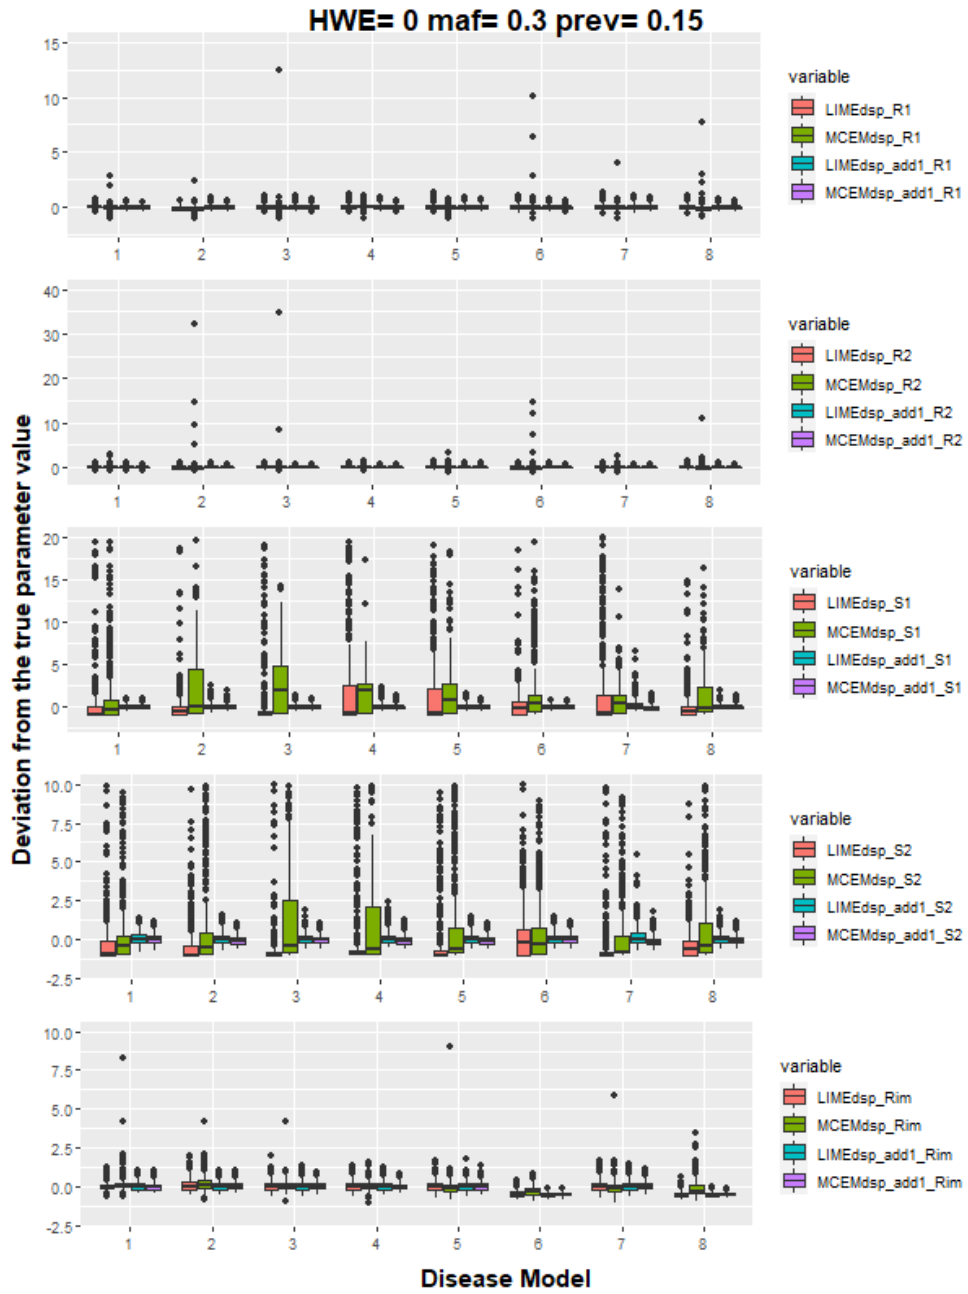 HWE= 0 maf= 0.3 prev= 0.15
15
10
5
0
1 2 3 4 5 6 7 8
variable
LIMEdsp_R1
MCEMdsp_R1
LIMEdsp_add1_R1
MCEMdsp_add1_R1
40
30
20
10
0
1 2 3 4 5 6 7 8
variable
LIMEdsp_R2
MCEMdsp_R2
LIMEdsp_add1_R2
MCEMdsp_add1_R2
Deviation from the true parameter value
20
15
10
5
0
1 2 3 4 5 6 7 8
variable
LIMEdsp_S1
MCEMdsp_S1
LIMEdsp_add1_S1
MCEMdsp_add1_S1
10.0
7.5
5.0
2.5
0.0
-2.5
1 2 3 4 5 6 7 8
variable
LIMEdsp_S2
MCEMdsp_S2
LIMEdsp_add1_S2
MCEMdsp_add1_S2
10.0
7.5
5.0
2.5
0.0
-2.5
1 2 3 4 5 6 7 8
variable
LIMEdsp_Rim
MCEMdsp_Rim
LIMEdsp_add1_Rim
MCEMdsp_add1_Rim
Disease Model